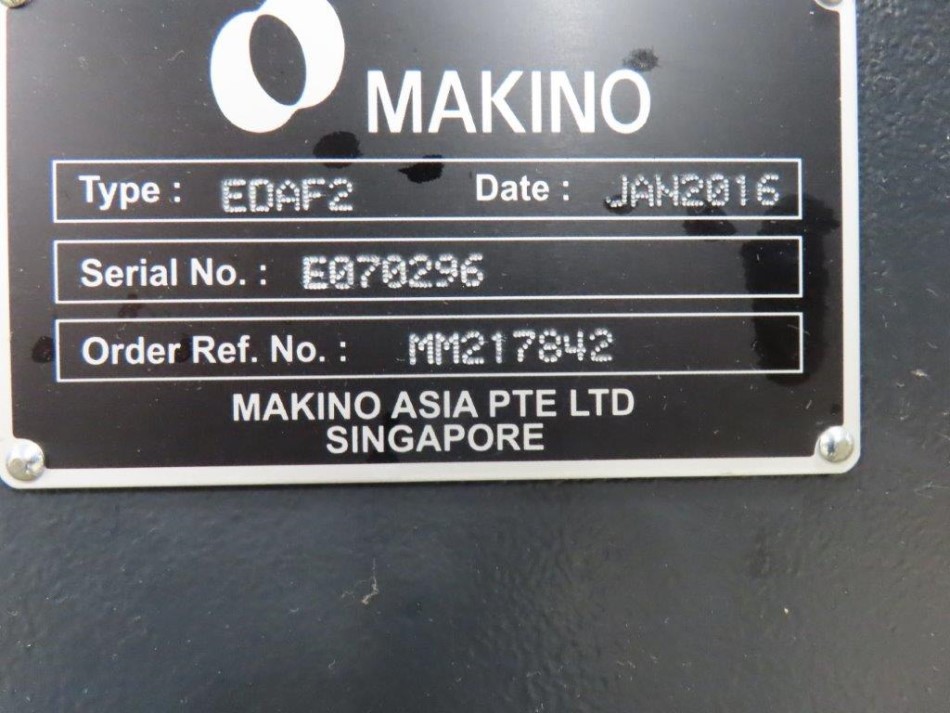 MAKINO
Type : EDAF2 Date : JAN2016
Serial No. : E070296
Order Ref. No. : MM217842
MAKINO ASIA PTE LTD
SINGAPORE